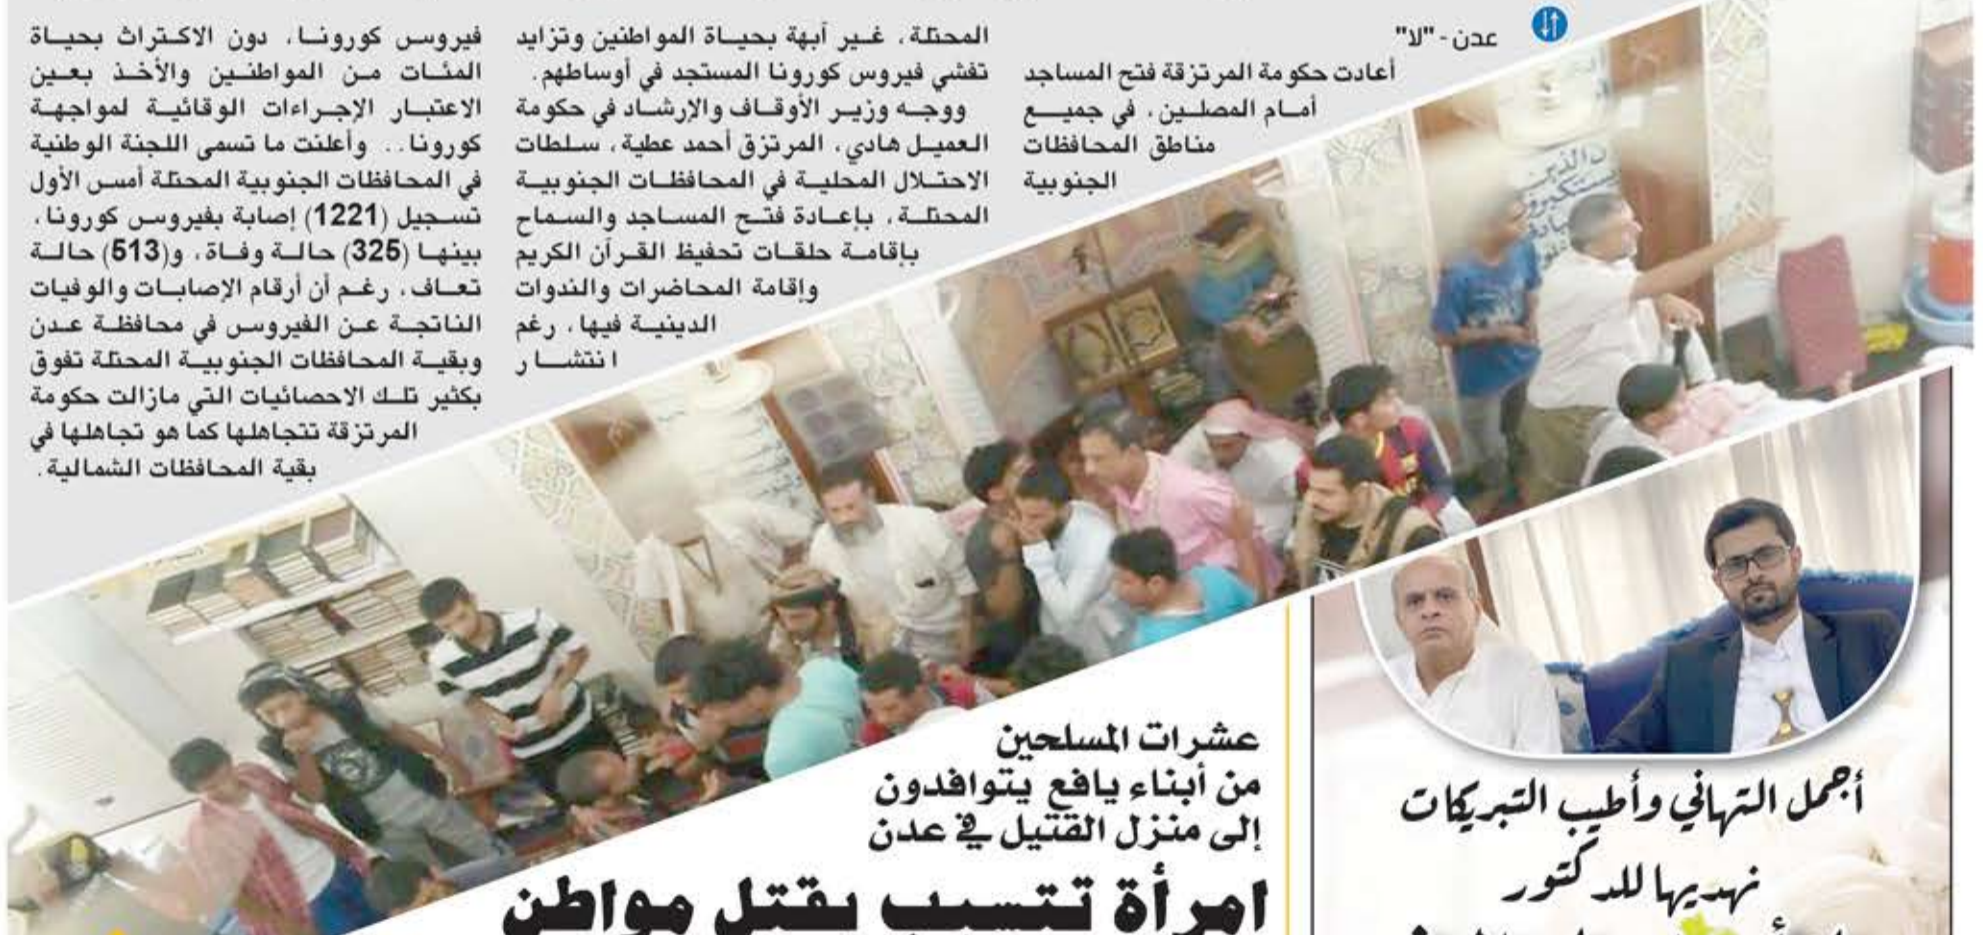 عدن - "لا"
أعادت حكومة المرتزقة فتح المساجد
أمام المصلين، في جميع
مناطق المحافظات
الجنوبية
المحتلة، غير آبهة بحياة المواطنين وتزايد
تفشي فيروس كورونا المستجد في أوساطهم.
ووجه وزير الأوقاف والإرشاد في حكومة
العميل هادي، المرتزق أحمد عطية، سلطات
الاحتلال المحلية في المحافظات الجنوبية
المحتلة، بإعادة فتح المساجد والسماح
بإقامة حلقات تحفيظ القرآن الكريم
وإقامة المحاضرات والندوات
الدينية فيها، رغم
انتشار
فيروس كورونا، دون الاكتراث بحياة
المئات من المواطنين والأخذ بعين
الاعتبار الإجراءات الوقائية لمواجهة
كورونا.. وأعلنت ما تسمى اللجنة الوطنية
في المحافظات الجنوبية المحتلة أمس الأول
تسجيل (1221) إصابة بفيروس كورونا،
بينها (325) حالة وفاة، و(513) حالة
تعاف، رغم أن أرقام الإصابات والوفيات
الناتجة عن الفيروس في محافظة عدن
وبقية المحافظات الجنوبية المحتلة تفوق
بكثير تلك الاحصائيات التي مازالت حكومة
المرتزقة تتجاهلها كما هو تجاهلها في
بقية المحافظات الشمالية.
عشرات المسلحين
من أبناء يافع يتوافدون
إلى منزل القتيل في عدن
امرأة تتسبب بقتل مواطن
أجمل التهاني وأطيب التبريكات
نهديها للدكتور